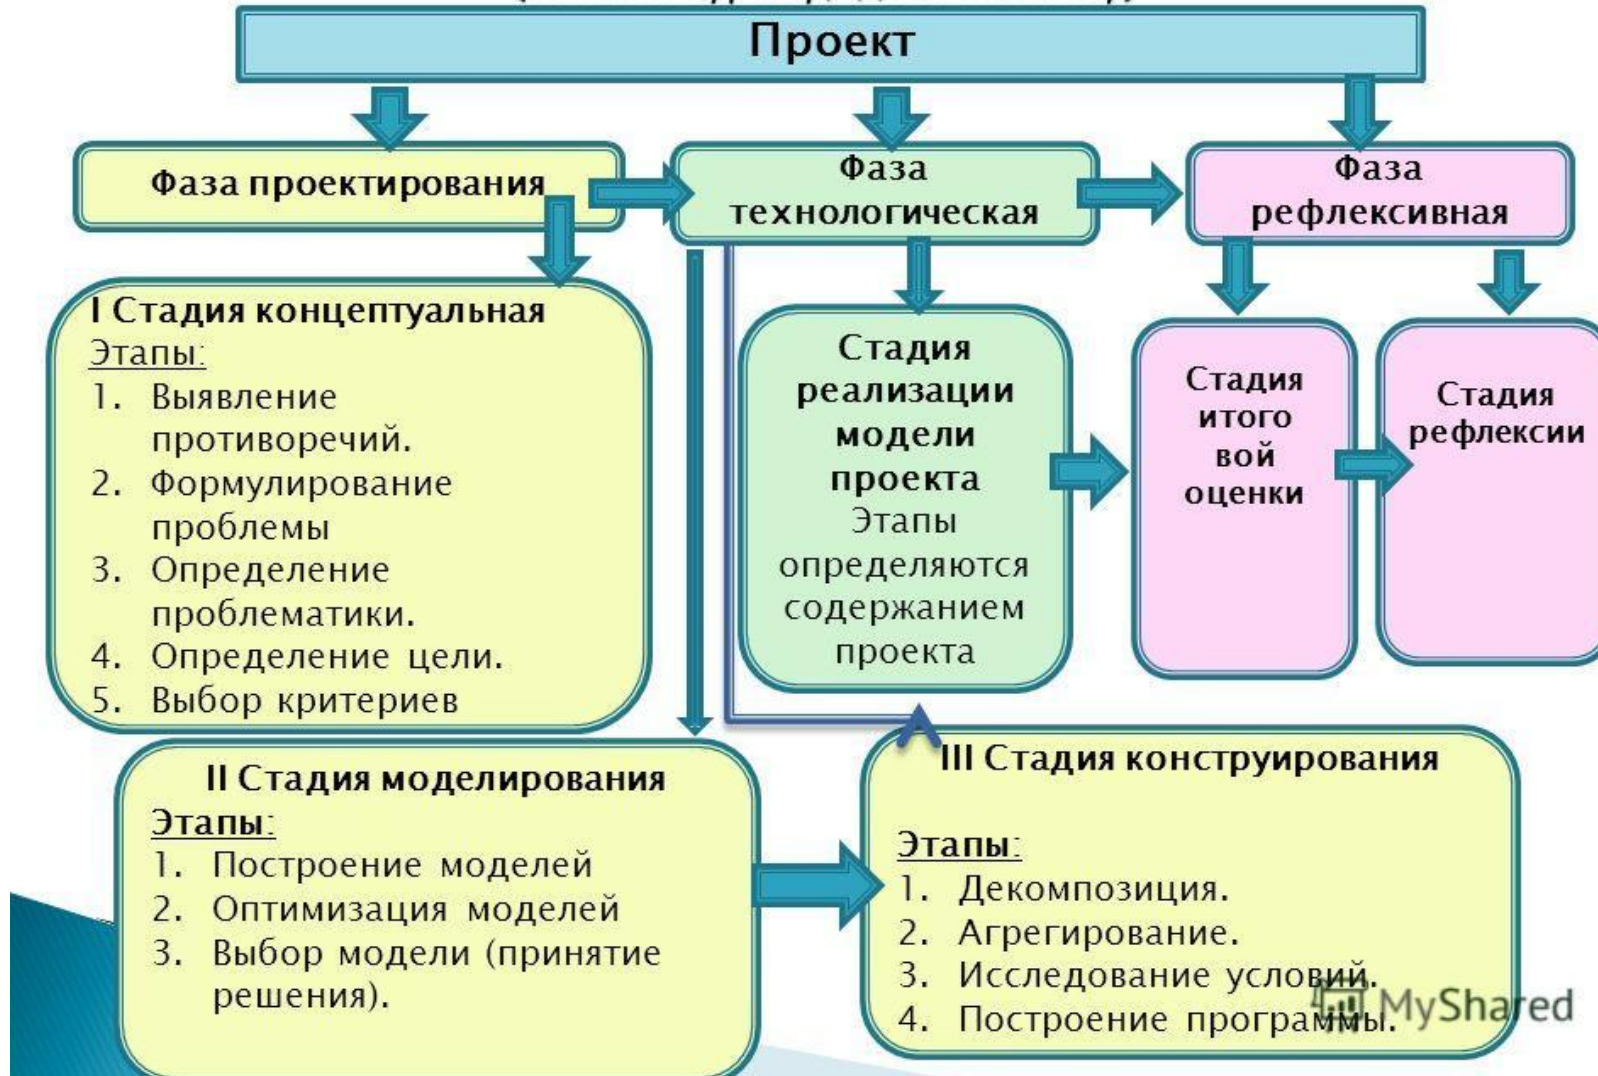 Проект
Фаза проектирования
Фаза
технологическая
Фаза
рефлексивная
I Стадия концептуальная
Этапы:
1. Выявление
противоречий.
2. Формулирование
проблемы
3. Определение
проблематики.
4. Определение цели.
5. Выбор критериев
Стадия
реализации
модели
проекта
Этапы
определяются
содержанием
проекта
Стадия
итого
вой
оценки
Стадия
рефлексии
II Стадия моделирования
Этапы:
1. Построение моделей
2. Оптимизация моделей
3. Выбор модели (принятие
решения).
III Стадия конструирования
Этапы:
1. Декомпозиция.
2. Агрегирование.
3. Исследование условий.
4. Построение программы.
MyShared